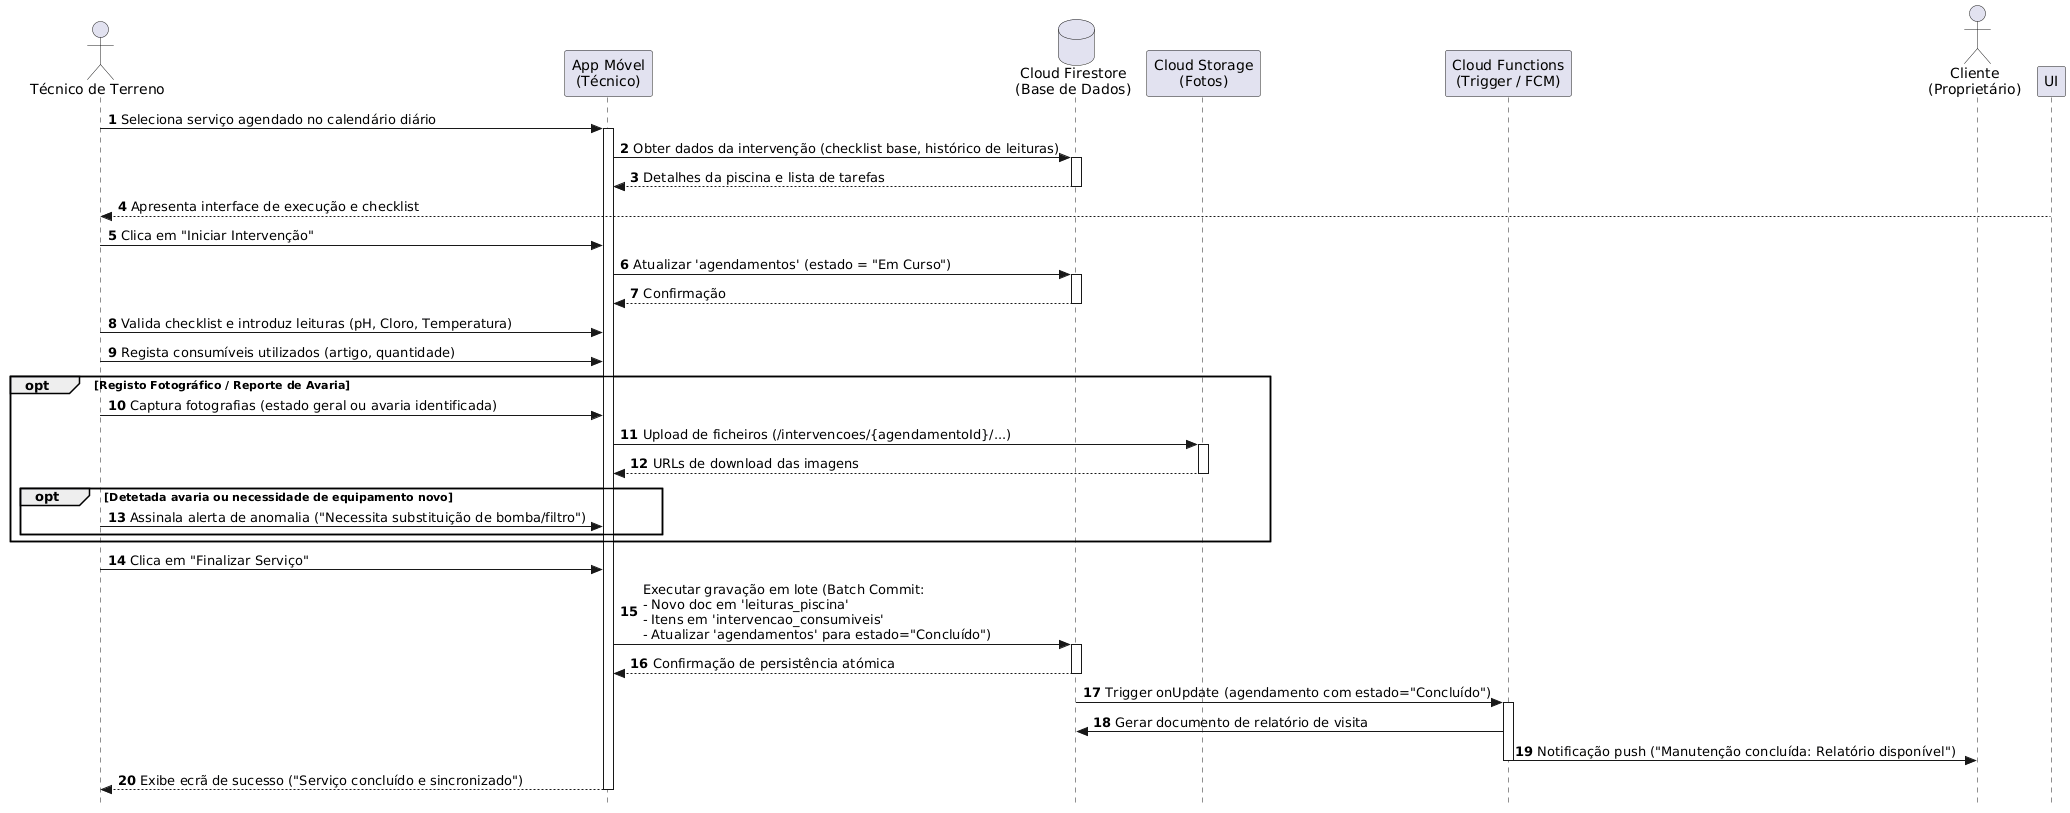 Técnico de Terreno
App Móvel
(Técnico)
Cloud Firestore
(Base de Dados)
Cloud Storage
(Fotos)
Cloud Functions
(Trigger / FCM)
Cliente
(Proprietário)
UI
1 Seleciona serviço agendado no calendário diário
2 Obter dados da intervenção (checklist base, histórico de leituras)
3 Detalhes da piscina e lista de tarefas
4 Apresenta interface de execução e checklist
5 Clica em "Iniciar Intervenção"
6 Atualizar 'agendamentos' (estado = "Em Curso")
7 Confirmação
8 Valida checklist e introduz leituras (pH, Cloro, Temperatura)
9 Regista consumíveis utilizados (artigo, quantidade)
opt [Registo Fotográfico / Reporte de Avaria]
10 Captura fotografias (estado geral ou avaria identificada)
11 Upload de ficheiros (/intervencoes/{agendamentoId}/...)
12 URLs de download das imagens
opt [Detetada avaria ou necessidade de equipamento novo]
13 Assinala alerta de anomalia ("Necessita substituição de bomba/filtro")
14 Clica em "Finalizar Serviço"
Executar gravação em lote (Batch Commit:
- Novo doc em 'leituras_piscina'
15
- Itens em 'intervencao_consumiveis'
- Atualizar 'agendamentos' para estado="Concluído")
16 Confirmação de persistência atómica
17 Trigger onUpdate (agendamento com estado="Concluído")
18 Gerar documento de relatório de visita
19 Notificação push ("Manutenção concluída: Relatório disponível")
20 Exibe ecrã de sucesso ("Serviço concluído e sincronizado")